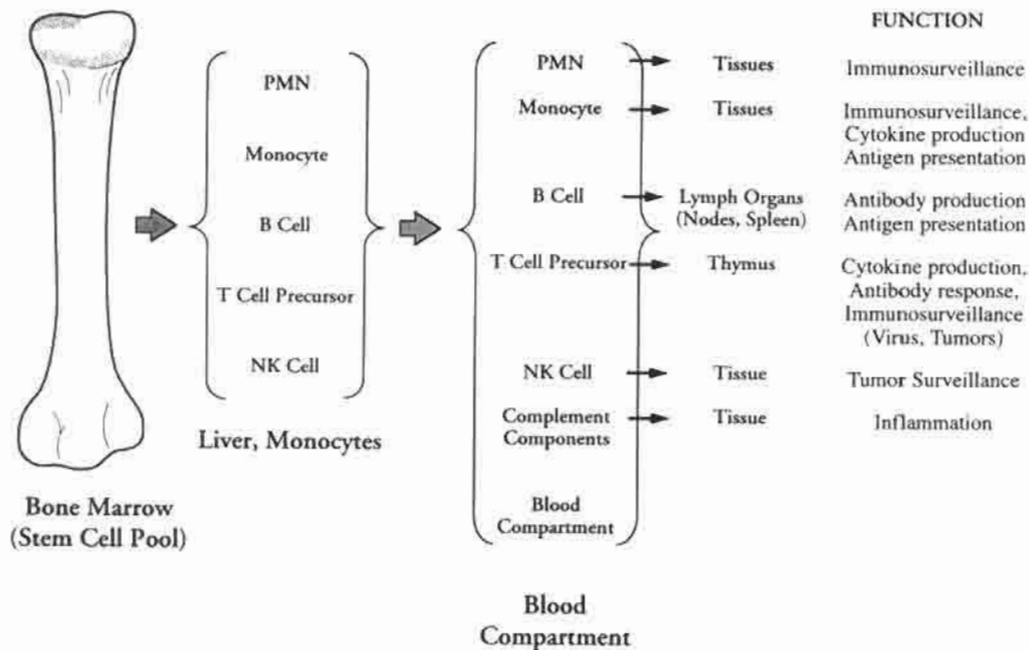 FUNCTION
PMN
Monocyte
B Cell
T Cell Precursor
NK Cell
Liver, Monocytes
Bone Marrow
(Stem Cell Pool)
PMN
Tissues
Immunosurveillance
Monocyte
Tissues
Immunosurveillance,
Cytokine production
Antigen presentation
B Cell
Lymph Organs
(Nodes, Spleen)
Antibody production
Antigen presentation
T Cell Precursor
Thymus
Cytokine production,
Antibody response,
Immunosurveillance
(Virus, Tumors)
NK Cell
Tissue
Tumor Surveillance
Complement
Components
Tissue
Inflammation
Blood
Compartment
Blood
Compartment